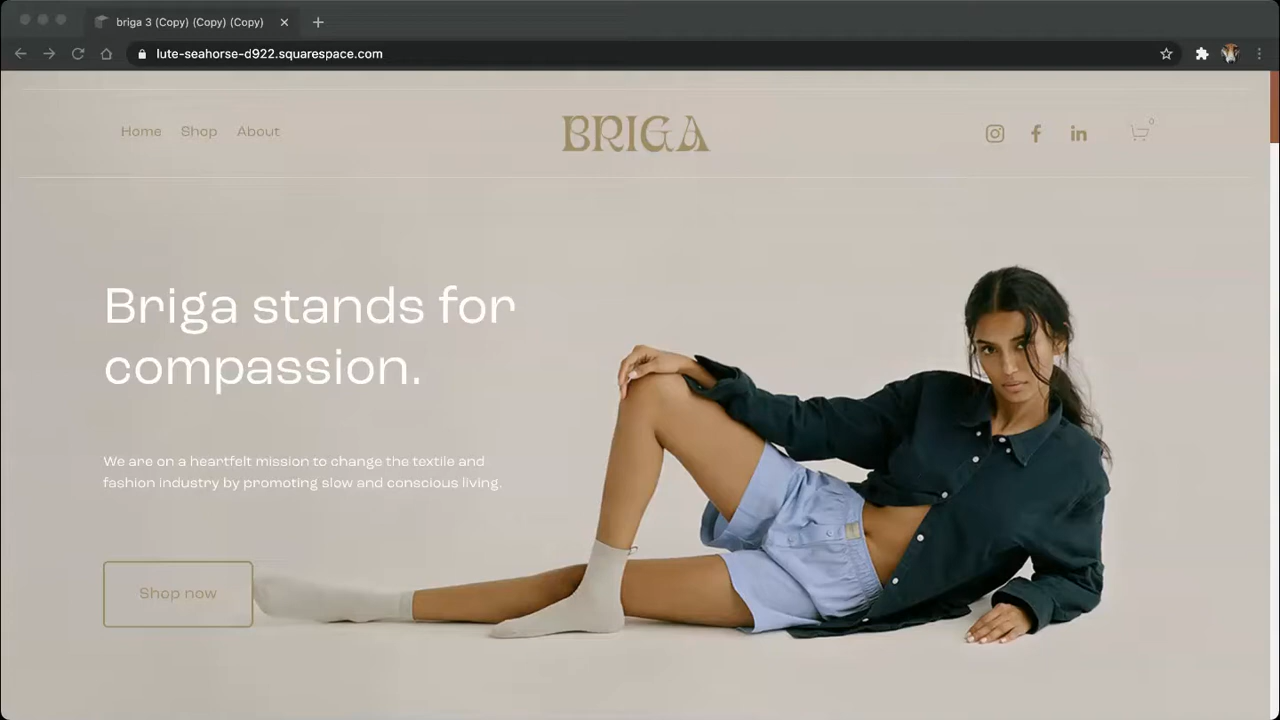 briga 3 (Copy) (Copy) (Copy)
lute-seahorse-d922.squarespace.com
Home Shop About
BRIGA
0
Briga stands for
compassion.
We are on a heartfelt mission to change the textile and
fashion industry by promoting slow and conscious living.
Shop now